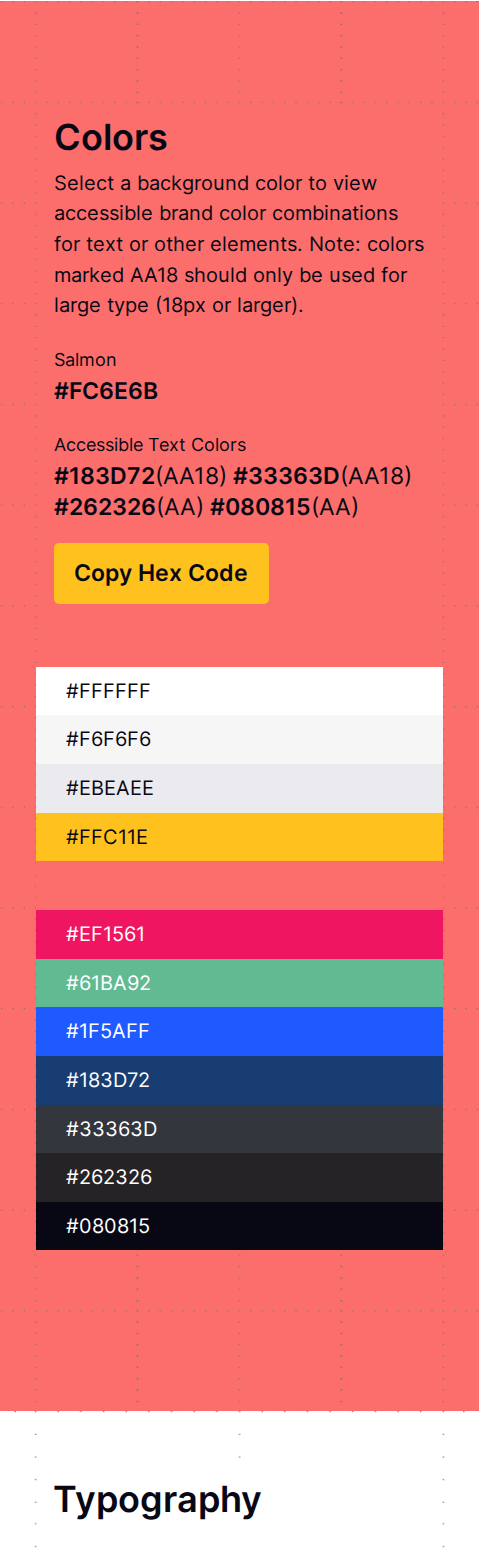 Colors
Select a background color to view
accessible brand color combinations
for text or other elements. Note: colors
marked AA18 should only be used for
large type (18px or larger).
Salmon
#FC6E6B
Accessible Text Colors
#183D72(AA18) #33363D(AA18)
#262326(AA) #080815(AA)
Copy Hex Code
#FFFFFF
#F6F6F6
#EBEAEE
#FFC11E
#EF1561
#61BA92
#1F5AFF
#183D72
#33363D
#262326
#080815
Typography